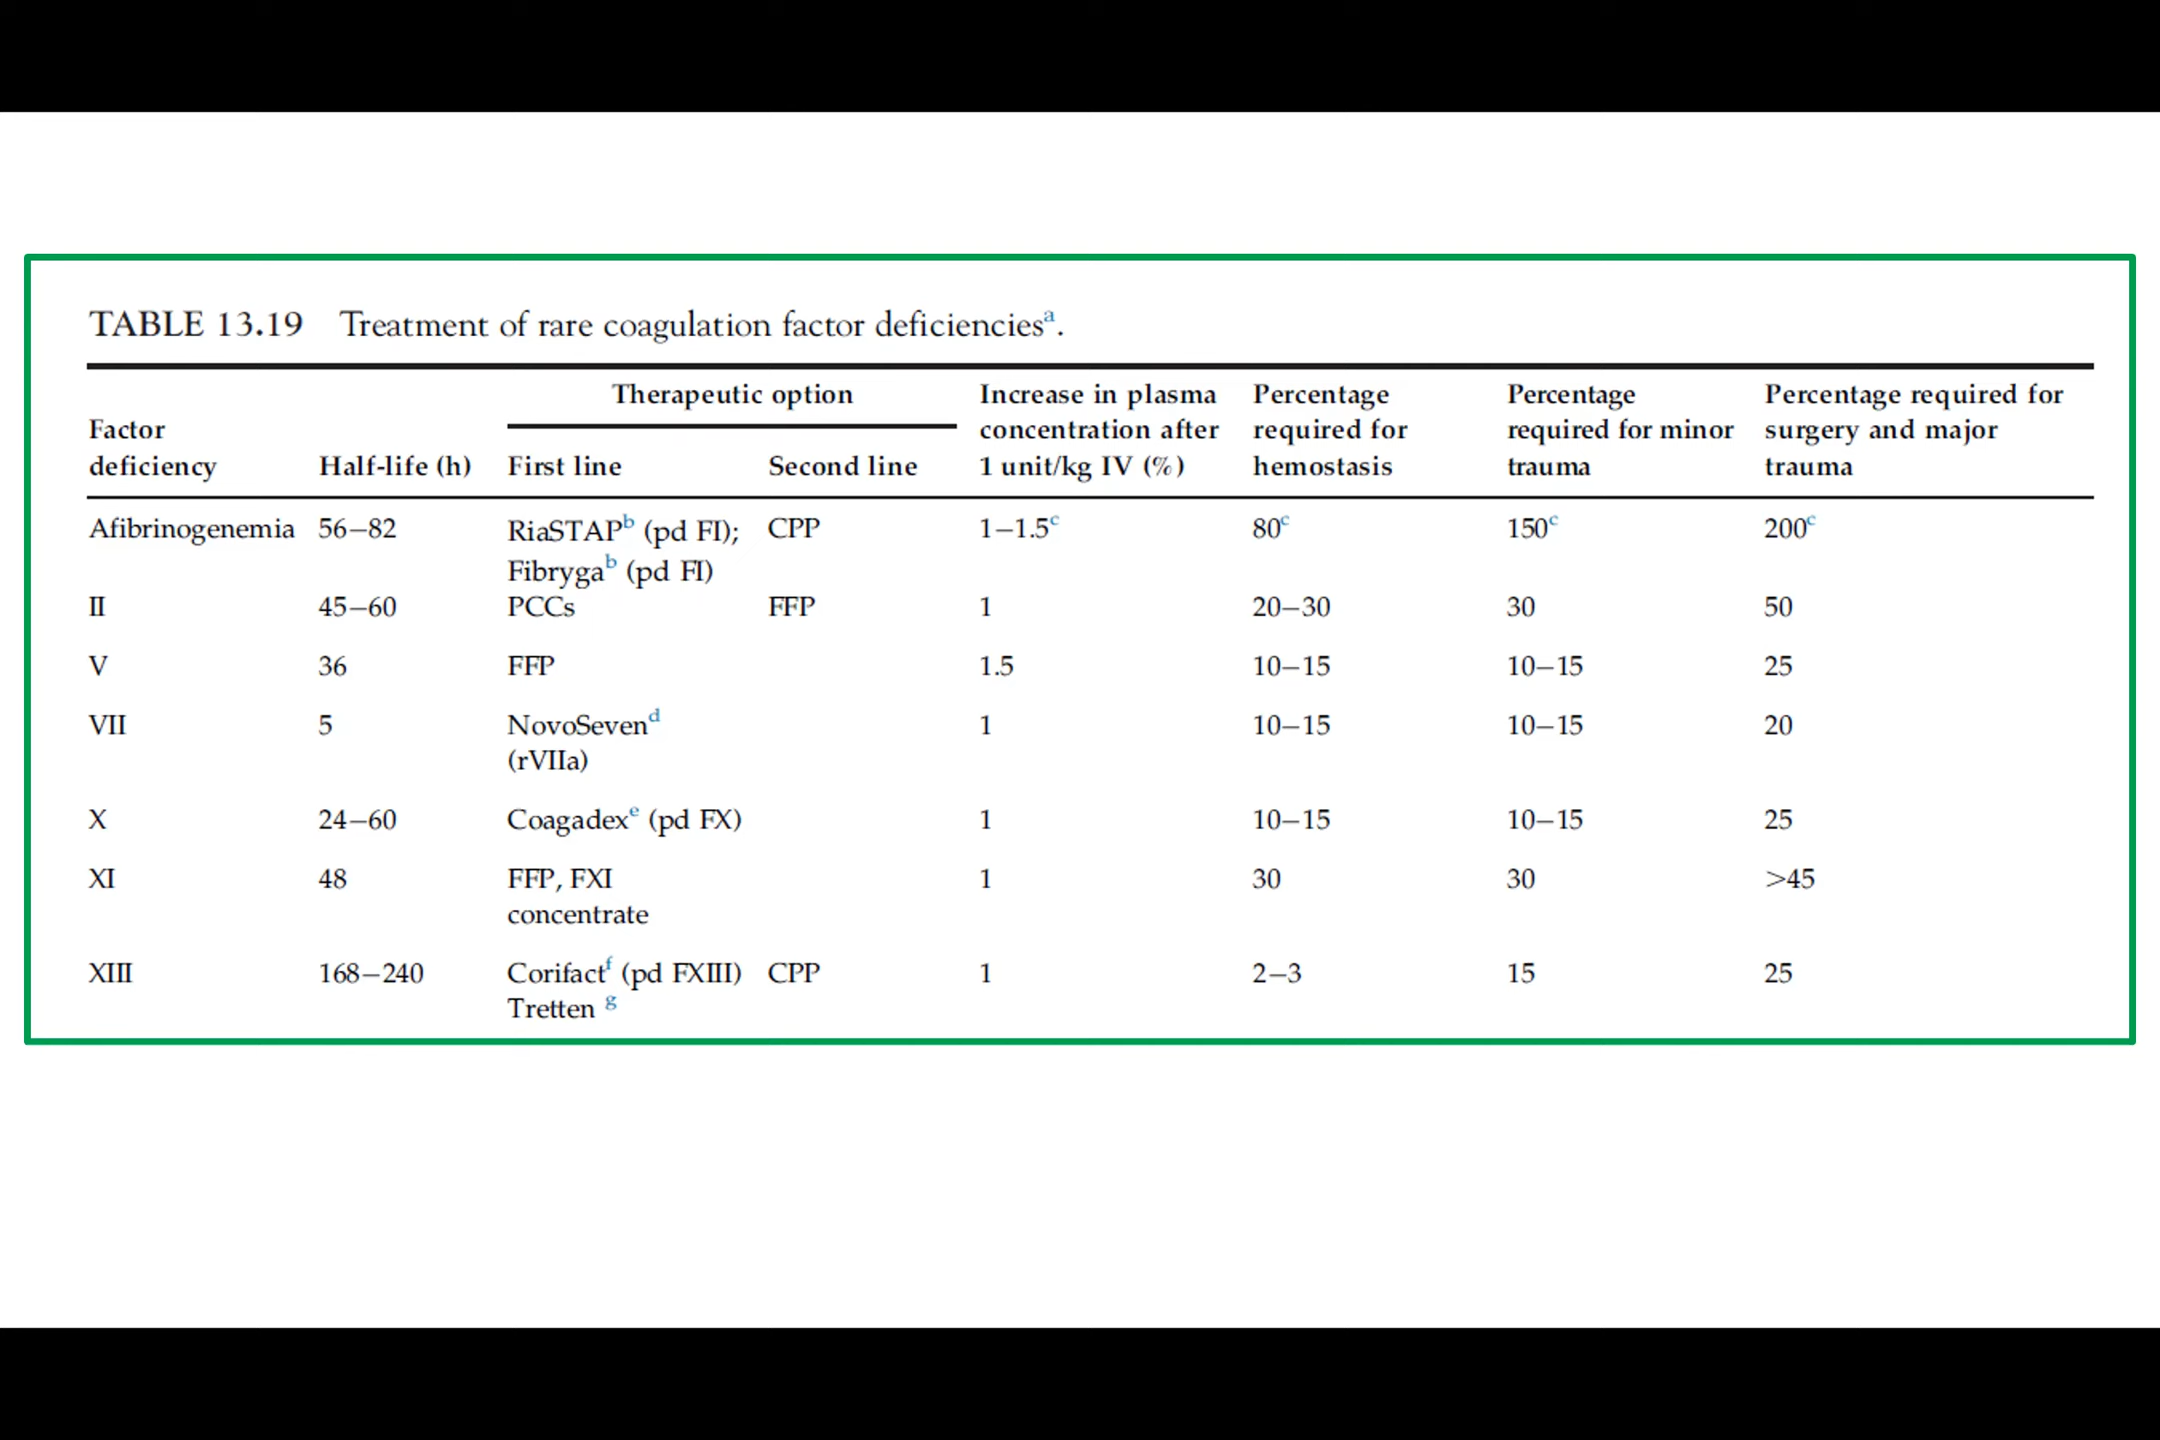 TABLE 13.19 Treatment of rare coagulation factor deficienciesa.
Factor deficiency Half-life (h) Therapeutic option Increase in plasma concentration after 1 unit/kg IV (%) Percentage required for hemostasis Percentage required for minor trauma Percentage required for surgery and major trauma
First line Second line
Afibrinogenemia 56–82 RiaSTAPb (pd FI); CPP 1–1.5c 80c 150c 200c
Fibrygab (pd FI)
II 45–60 PCCs FFP 1 20–30 30 50
V 36 FFP 1.5 10–15 10–15 25
VII 5 NovoSevend 1 10–15 10–15 20
(rVIIa)
X 24–60 Coagadexe (pd FX) 1 10–15 10–15 25
XI 48 FFP, FXI 1 30 30 >45
concentrate
XIII 168–240 Corifactf (pd FXIII) CPP 1 2–3 15 25
Tretten g